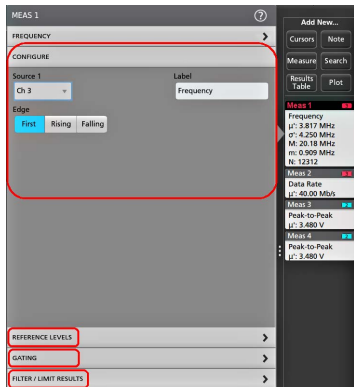 MEAS 1
?
FREQUENCY
CONFIGURE
Source 1
Label
Ch 3
Frequency
Edge
First Rising Falling
REFERENCE LEVELS
GATING
FILTER / LIMIT RESULTS
Add New...
Cursors Note
Measure Search
Results Table Plot
Meas 1
Frequency
μ': 3.817 MHz
σ': 4.250 MHz
M: 20.18 MHz
m: 0.909 MHz
N: 12312
Meas 2
Data Rate
μ': 40.00 Mb/s
Meas 3
Peak-to-Peak
μ': 3.480 V
Meas 4
Peak-to-Peak
μ': 3.480 V